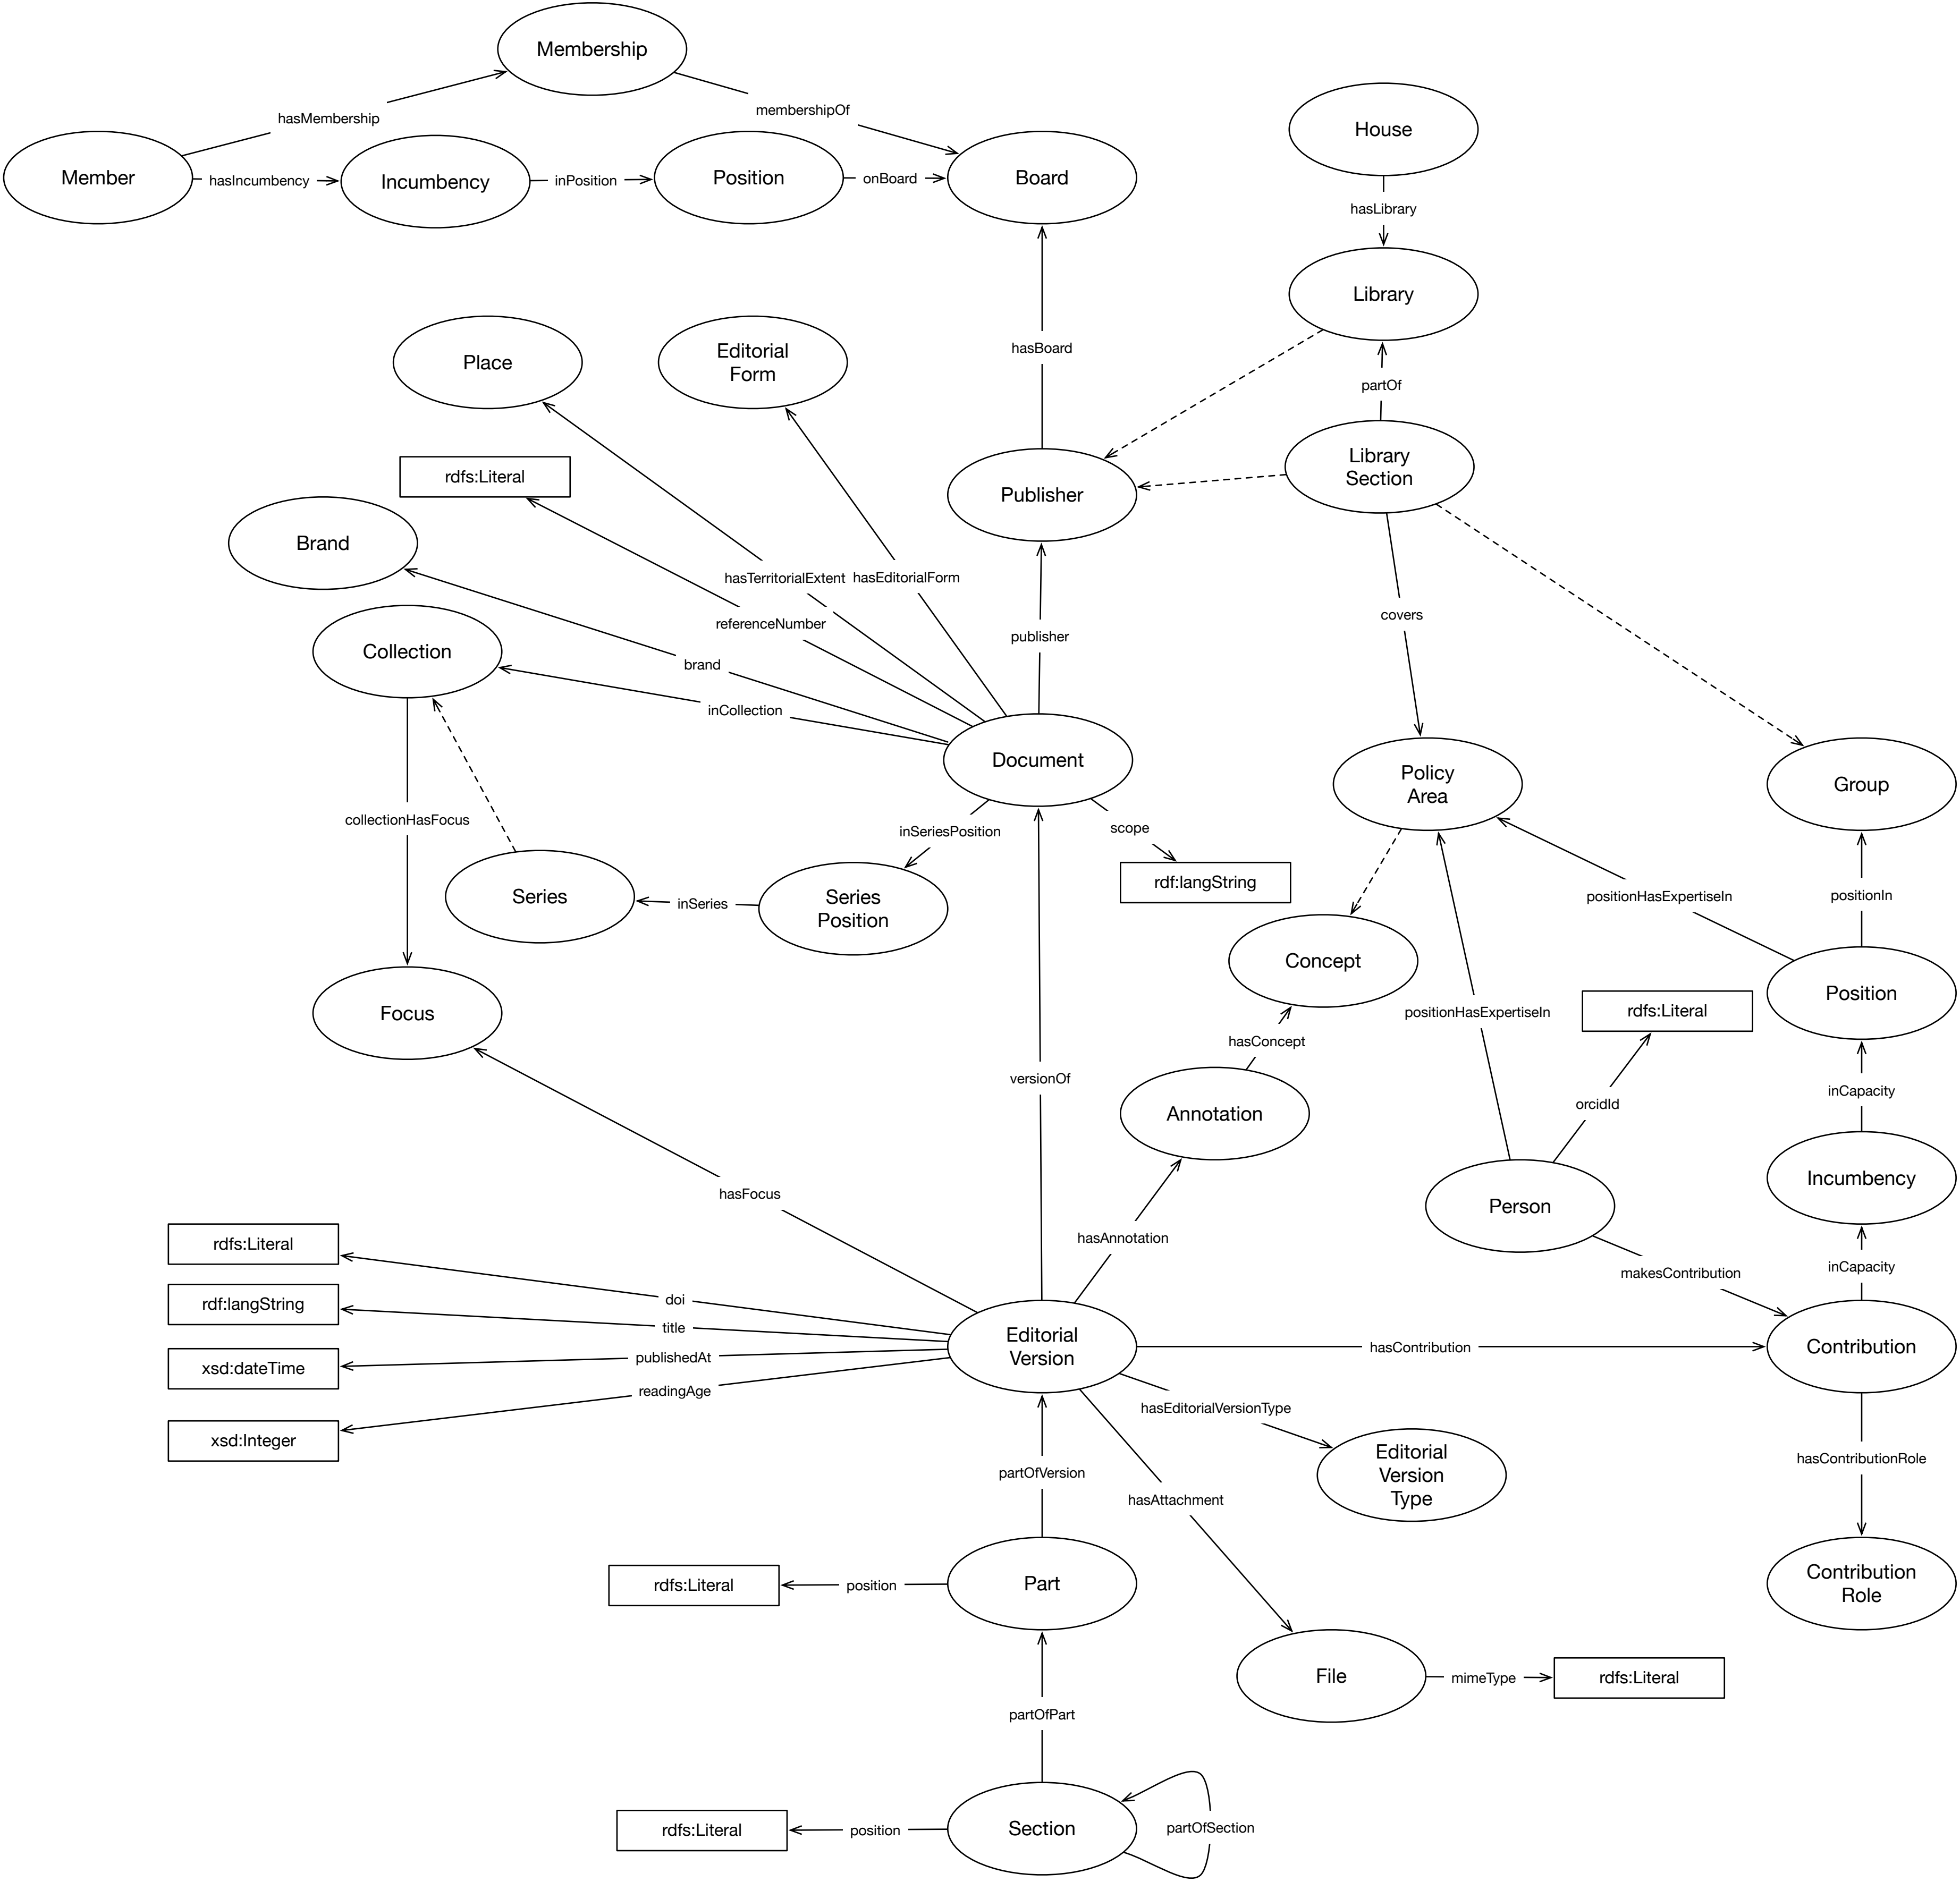 Membership
House
hasMembership
membershipOf
Member
hasIncumbency
Incumbency
inPosition
Position
onBoard
Board
hasLibrary
Library
hasBoard
Place
Editorial
Form
partOf
Library
Section
rdfs:Literal
Publisher
Brand
hasTerritorialExtent
hasEditorialForm
referenceNumber
publisher
covers
Collection
brand
inCollection
Document
Policy
Area
Group
collectionHasFocus
inSeriesPosition
scope
rdf:langString
Series
inSeries
Series
Position
positionHasExpertiseIn
positionIn
Concept
Position
Focus
positionHasExpertiseIn
rdfs:Literal
hasConcept
versionOf
Annotation
orcidId
inCapacity
hasFocus
Person
Incumbency
rdfs:Literal
hasAnnotation
makesContribution
inCapacity
doi
rdf:langString
title
Editorial
Version
hasContribution
Contribution
publishedAt
xsd:dateTime
readingAge
hasEditorialVersionType
xsd:Integer
Editorial
Version
Type
hasContributionRole
partOfVersion
hasAttachment
rdfs:Literal
position
Part
Contribution
Role
File
mimeType
rdfs:Literal
partOfPart
rdfs:Literal
position
Section
partOfSection